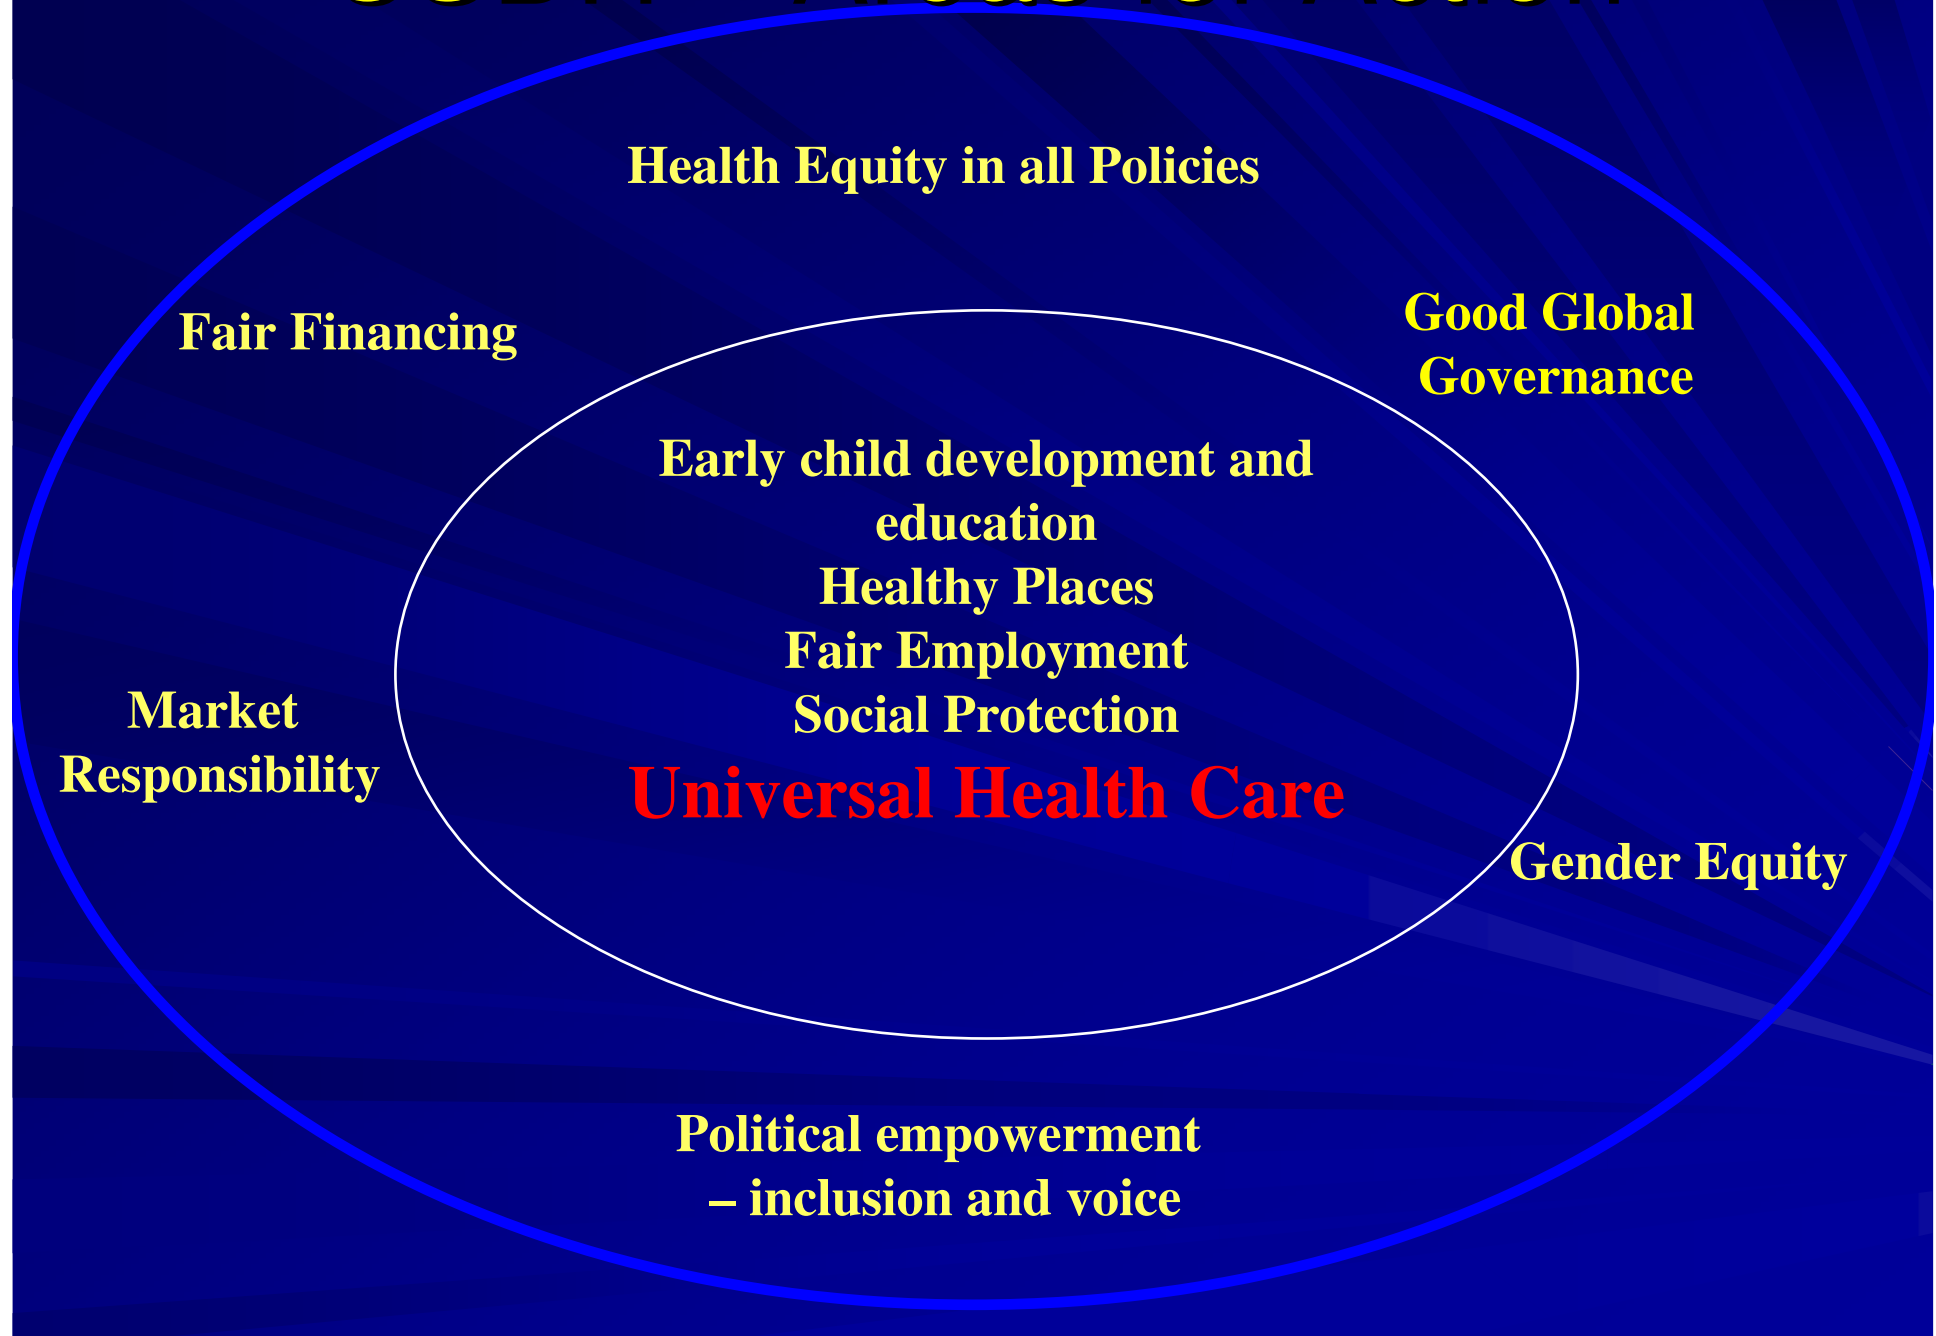 Health Equity in all Policies
Fair Financing
Good Global
Governance
Early child development and
education
Healthy Places
Fair Employment
Social Protection
Universal Health Care
Market
Responsibility
Gender Equity
Political empowerment
– inclusion and voice